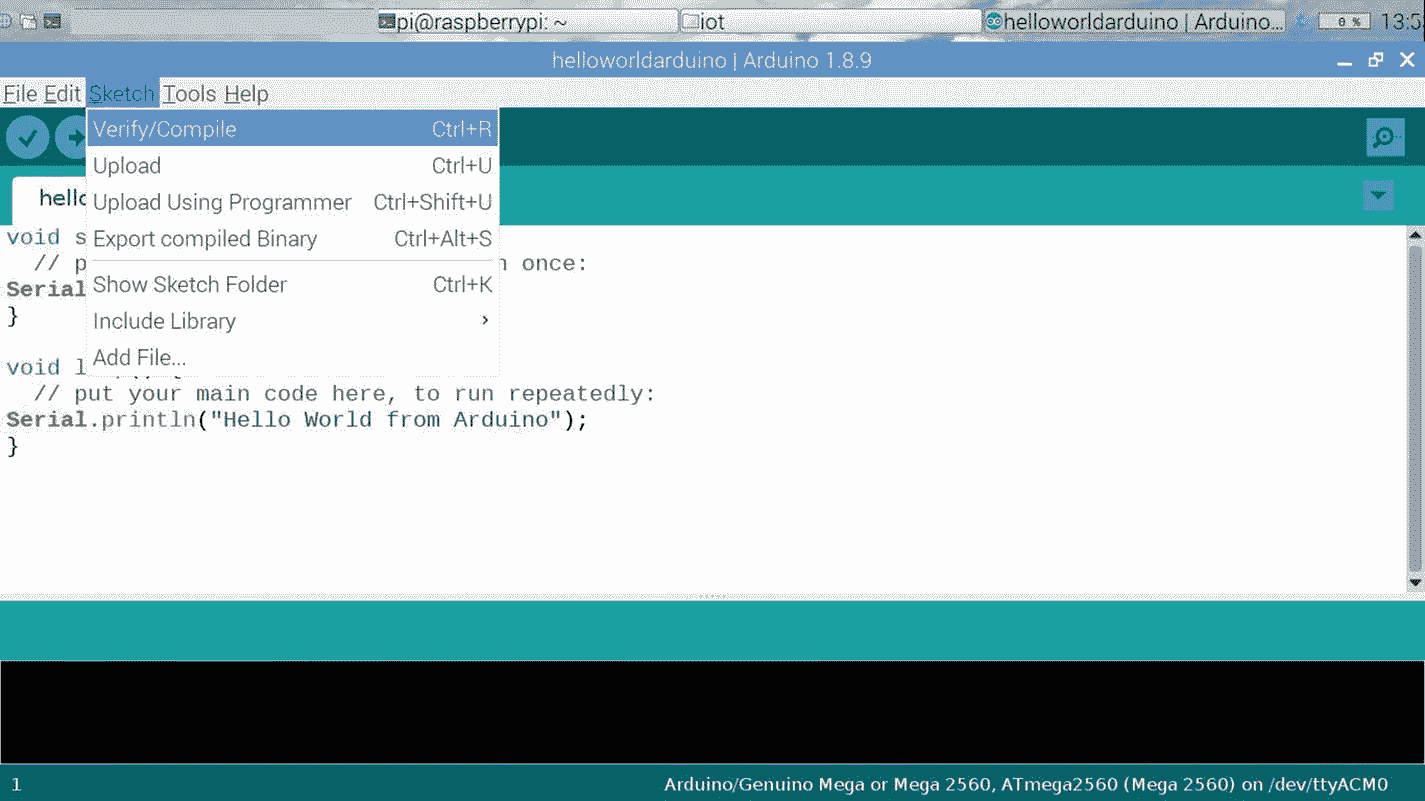 pi@raspberrypi: ~ iot helloworldarduino | Arduino... 0 % 13:5
helloworldarduino | Arduino 1.8.9
File Edit Sketch Tools Help
Verify/Compile Ctrl+R
Upload Ctrl+U
hello
Upload Using Programmer Ctrl+Shift+U
void s
Export compiled Binary Ctrl+Alt+S
// p
n once:
Serial
Show Sketch Folder Ctrl+K
}
Include Library
void l
Add File...
// put your main code here, to run repeatedly:
Serial.println("Hello World from Arduino");
}
1 Arduino/Genuino Mega or Mega 2560, ATmega2560 (Mega 2560) on /dev/ttyACM0